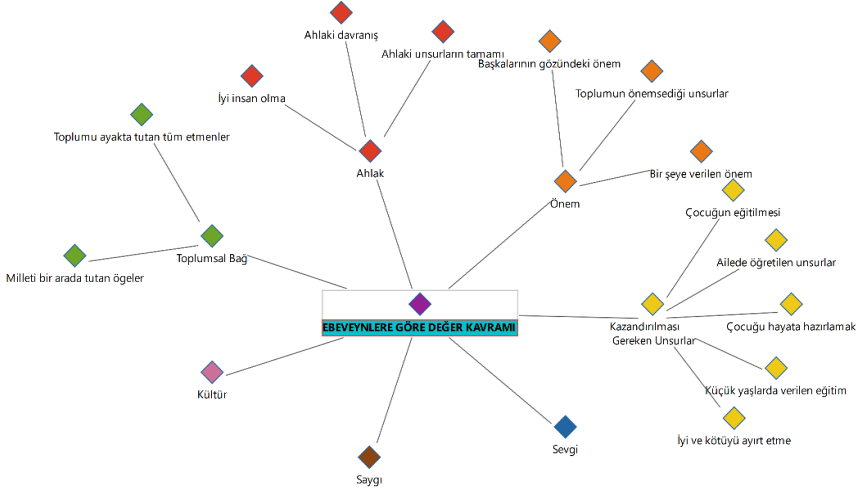 Ahlaki davranış
Ahlaki unsurların tamamı
Başkalarının gözündeki önem
Toplumun önemsediği unsurlar
İyi insan olma
Toplumu ayakta tutan tüm etmenler
Ahlak
Bir şeye verilen önem
Önem
Çocuğun eğitilmesi
Toplumsal Bağ
Milleti bir arada tutan ögeler
Ailede öğretilen unsurlar
EBEVEYNLERE GÖRE DEĞER KAVRAMI
Kazandırılması
Gereken Unsurlar
Çocuğu hayata hazırlamak
Kültür
Küçük yaşlarda verilen eğitim
İyi ve kötüyü ayırt etme
Sevgi
Saygı